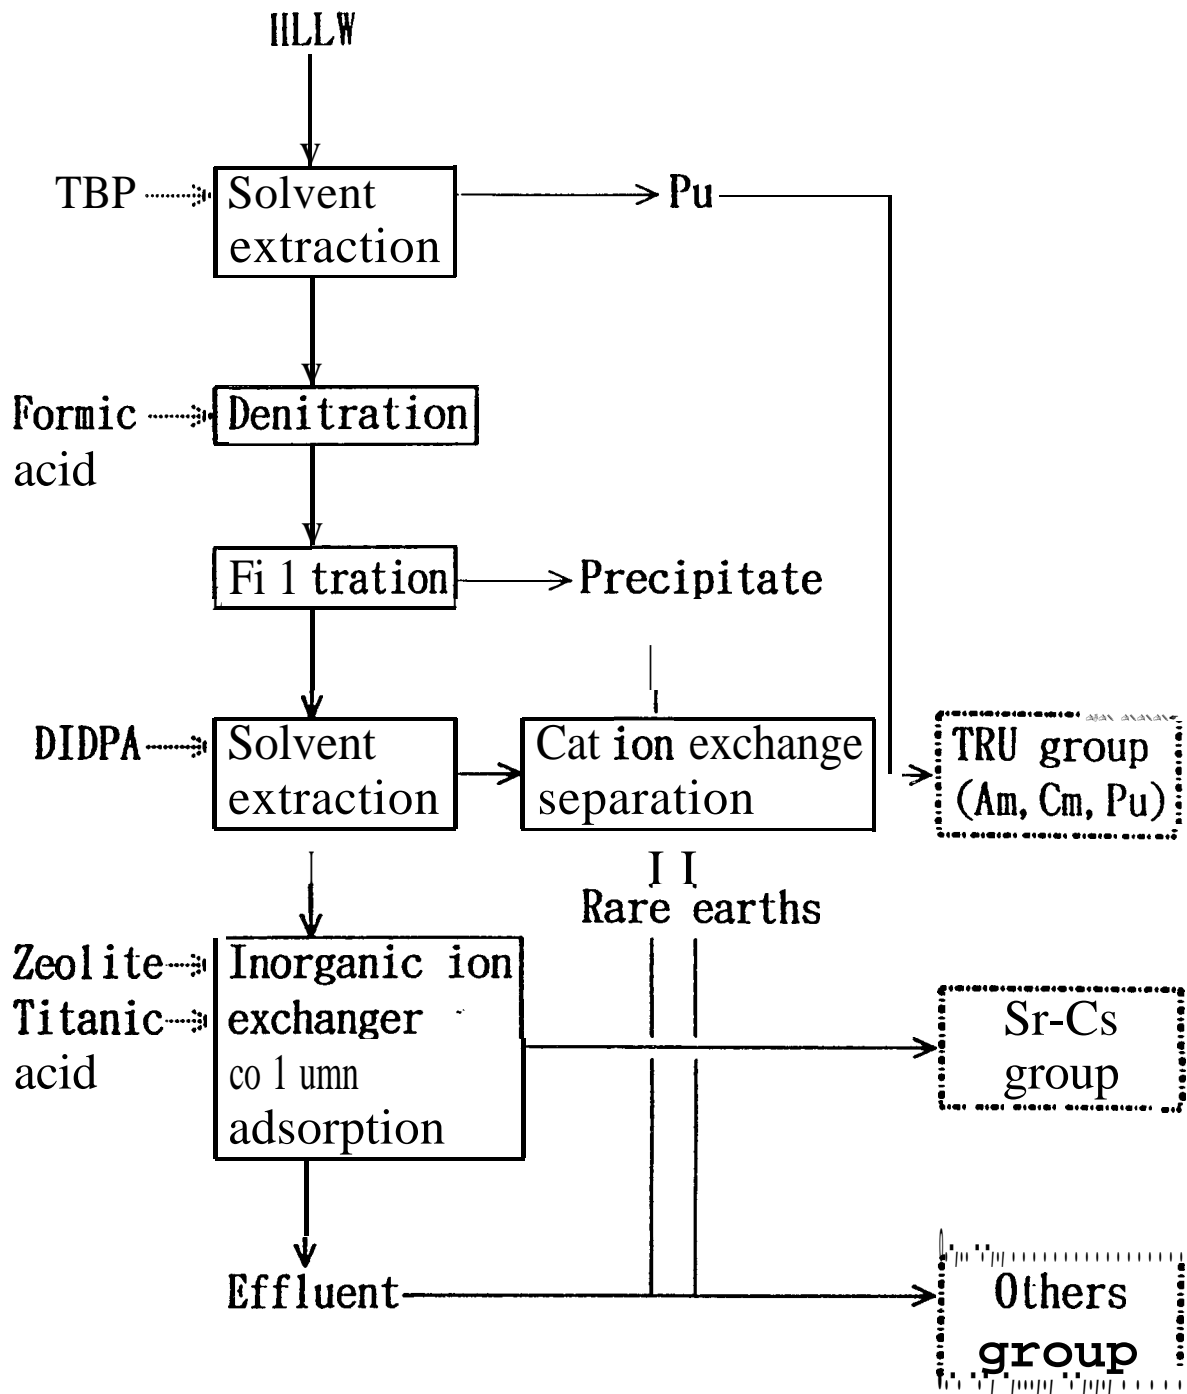 HLLW
TBP
Solvent
extraction
Pu
Formic
acid
Denitration
Filtration
Precipitate
DIDPA
Solvent
extraction
Cation exchange
separation
TRU group
(Am, Cm, Pu)
Rare earths
Zeolite
Titanic
acid
Inorganic ion
exchanger
column
adsorption
Sr-Cs
group
Effluent
Others
group